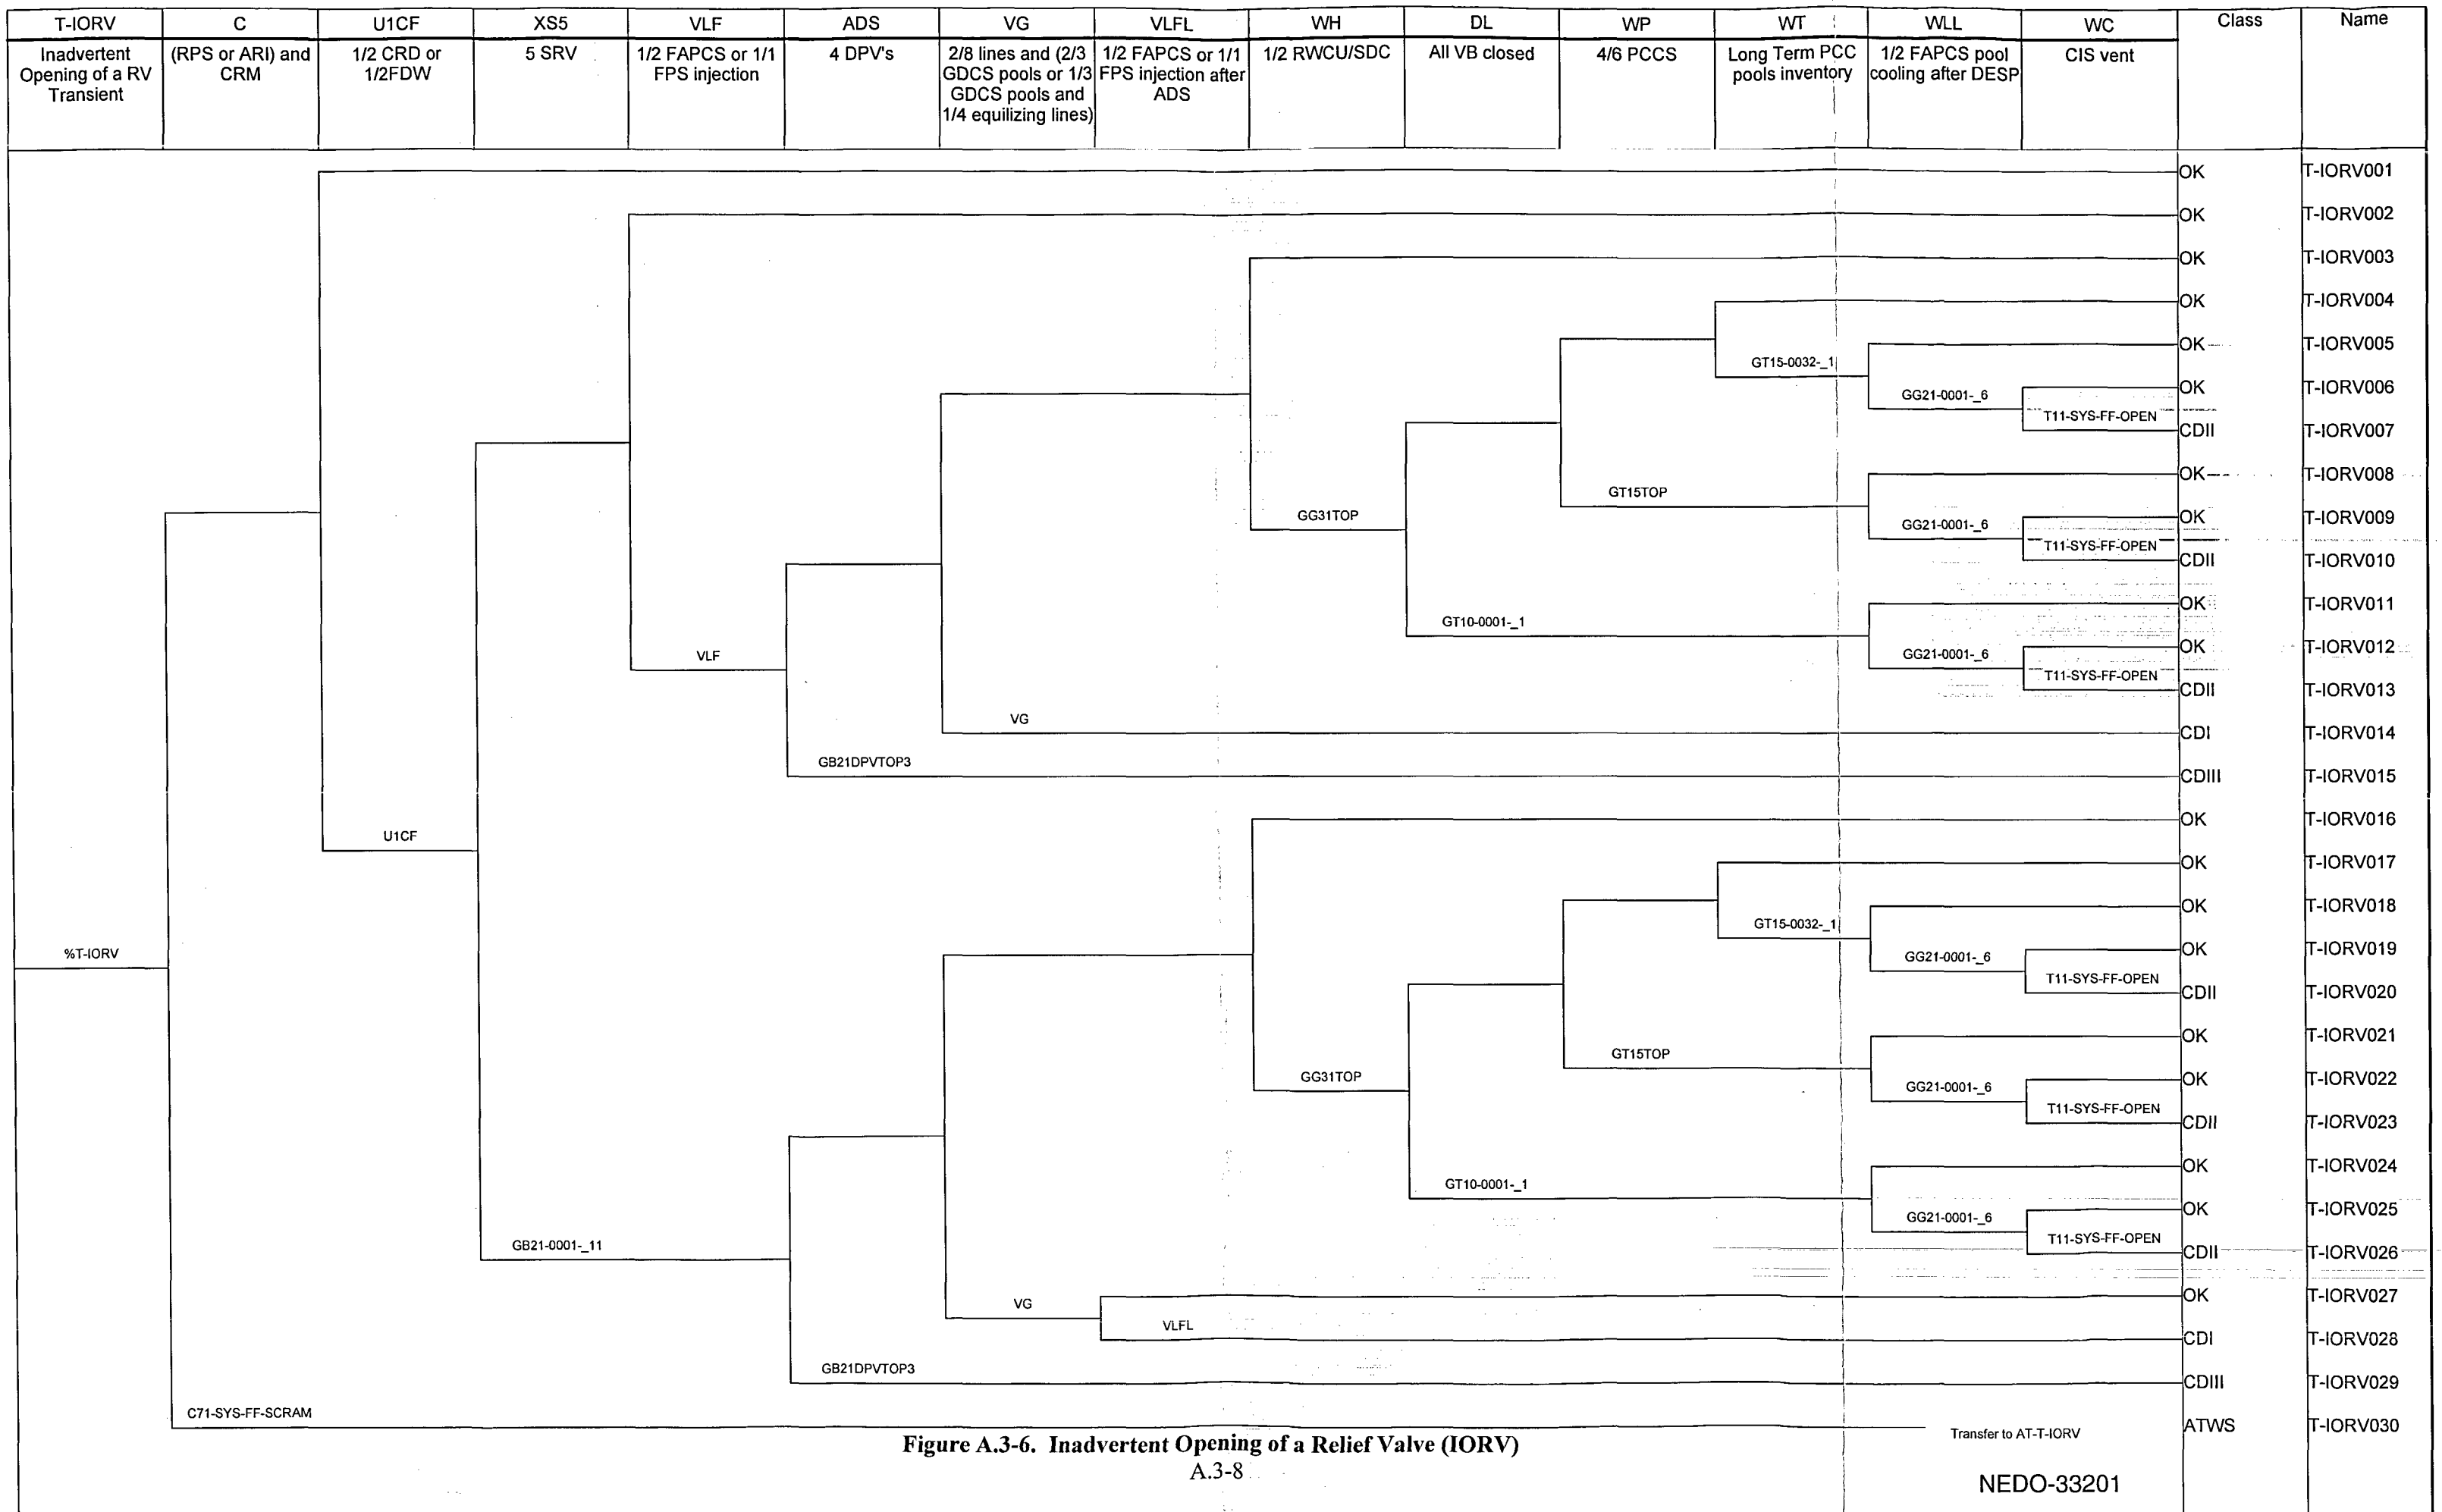 T-IORV
C
U1CF
XS5
VLF
ADS
VG
VLFL
WH
DL
WP
WT
WLL
WC
Class
Name
Inadvertent
Opening of a RV
Transient
(RPS or ARI) and
CRM
1/2 CRD or
1/2FDW
5 SRV
1/2 FAPCS or 1/1
FPS injection
4 DPV's
2/8 lines and (2/3
GDCS pools or 1/3
GDCS pools and
1/4 equilizing lines)
1/2 FAPCS or 1/1
FPS injection after
ADS
1/2 RWCU/SDC
All VB closed
4/6 PCCS
Long Term PCC
pools inventory
1/2 FAPCS pool
cooling after DESP
CIS vent
OK T-IORV001
OK T-IORV002
OK T-IORV003
OK T-IORV004
OK T-IORV005
GT15-0032-_1
OK T-IORV006
GG21-0001-_6
T11-SYS-FF-OPEN
CDII T-IORV007
OK T-IORV008
GT15TOP
GG31TOP
OK T-IORV009
GG21-0001-_6
T11-SYS-FF-OPEN
CDII T-IORV010
OK T-IORV011
GT10-0001-_1
OK T-IORV012
VLF
GG21-0001-_6
T11-SYS-FF-OPEN
CDII T-IORV013
VG
CDI T-IORV014
GB21DPVTOP3
CDIII T-IORV015
OK T-IORV016
U1CF
OK T-IORV017
OK T-IORV018
GT15-0032-_1
OK T-IORV019
%T-IORV
GG21-0001-_6
T11-SYS-FF-OPEN
CDII T-IORV020
OK T-IORV021
GT15TOP
GG31TOP
OK T-IORV022
GG21-0001-_6
T11-SYS-FF-OPEN
CDII T-IORV023
OK T-IORV024
GT10-0001-_1
OK T-IORV025
GG21-0001-_6
T11-SYS-FF-OPEN
GB21-0001-_11
CDII T-IORV026
VG
OK T-IORV027
VLFL
CDI T-IORV028
GB21DPVTOP3
CDIII T-IORV029
C71-SYS-FF-SCRAM
Transfer to AT-T-IORV
ATWS T-IORV030
Figure A.3-6. Inadvertent Opening of a Relief Valve (IORV)
A.3-8
NEDO-33201